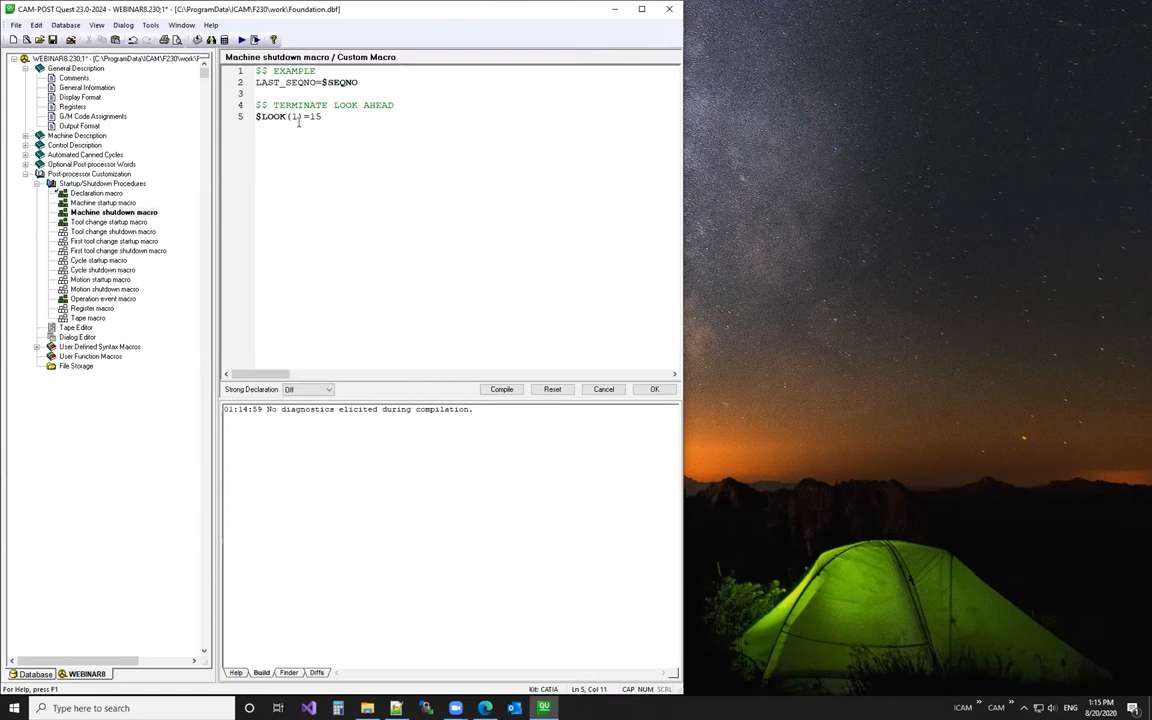 CAM-POST Quest 23.0-2024 - WEBINAR8.230;1* - [C:\ProgramData\ICAM\F230\work\Foundation.dbf]
File Edit Database View Dialog Tools Window Help
WEBINAR8.230;1* - [C:\ProgramData\ICAM\F230\work\F
General Description
Comments
General Information
Display Format
Registers
G/M Code Assignments
Output Format
Machine Description
Control Description
Automated Canned Cycles
Optional Post-processor Words
Post-processor Customization
Startup/Shutdown Procedures
Declaration macro
Machine startup macro
Machine shutdown macro
Tool change startup macro
Tool change shutdown macro
First tool change startup macro
First tool change shutdown macro
Cycle startup macro
Cycle shutdown macro
Motion startup macro
Motion shutdown macro
Operation event macro
Register macro
Tape macro
Tape Editor
Dialog Editor
User Defined Syntax Macros
User Function Macros
File Storage
Database WEBINAR8
Machine shutdown macro / Custom Macro
1 $$ EXAMPLE
2 LAST_SEQNO=$SEQNO
3
4 $$ TERMINATE LOOK AHEAD
5 $LOOK(1)=15
Strong Declaration Off Compile Reset Cancel OK
01:14:59 No diagnostics elicited during compilation.
Help Build Finder Diffs
For Help, press F1 Kit: CATIA Ln 5, Col 11 CAP NUM SCRL
Type here to search QU ICAM » CAM » ENG 1:15 PM 8/20/2020 1